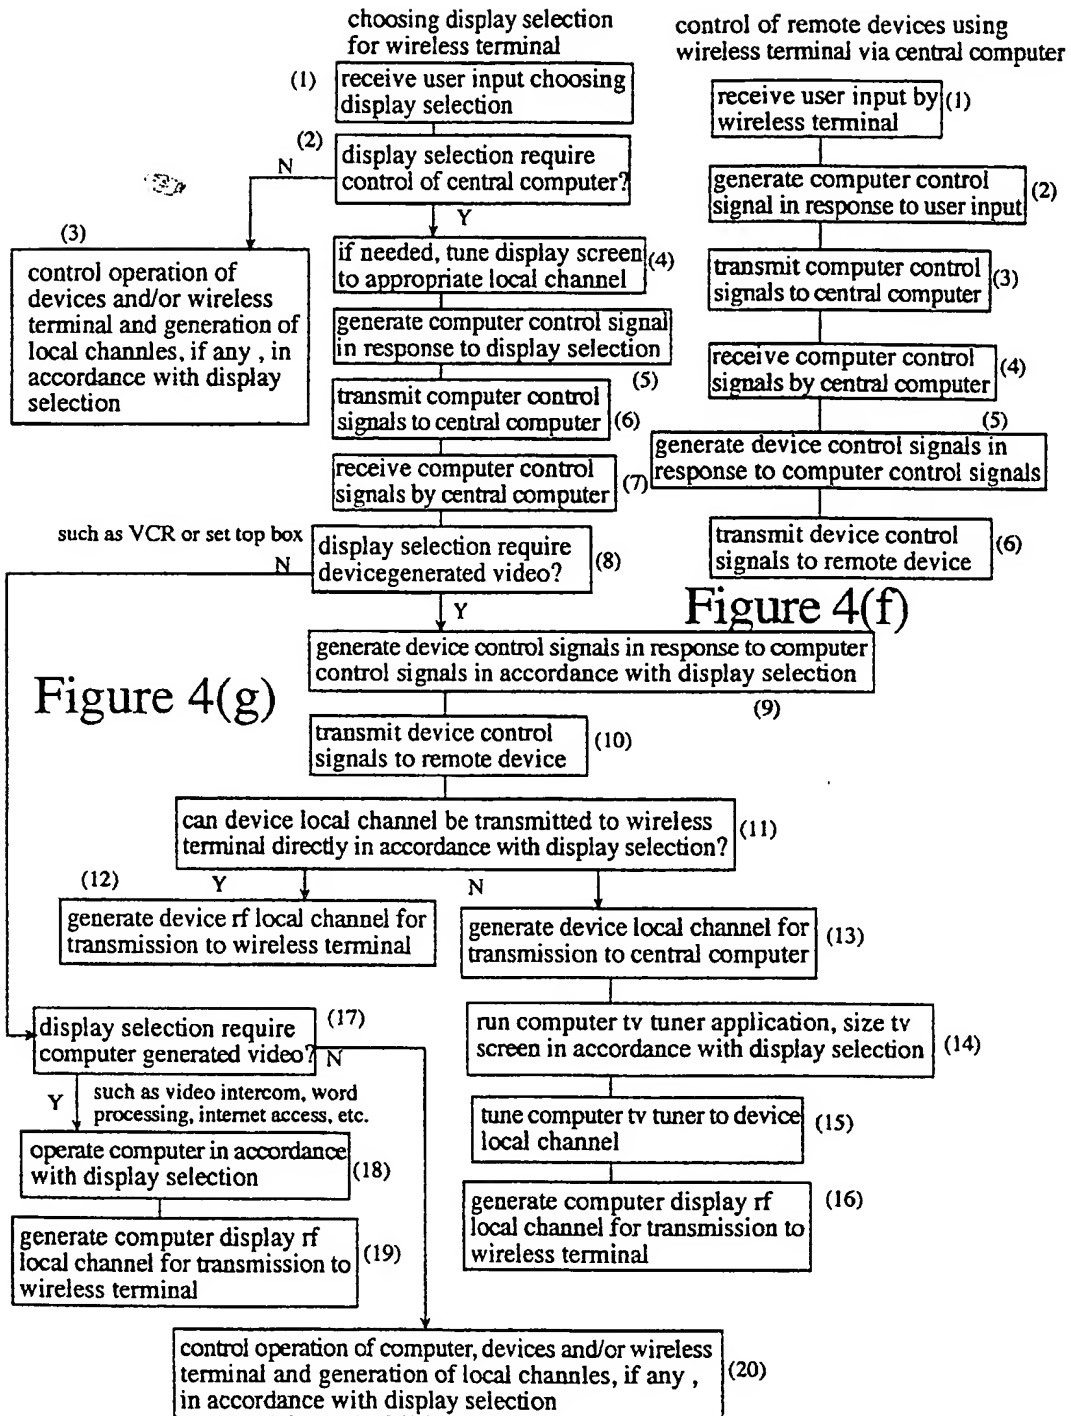 choosing display selection
for wireless terminal
(1)
receive user input choosing
display selection
(2)
display selection require
control of central computer?
N
Y
(3)
control operation of
devices and/or wireless
terminal and generation of
local channles, if any , in
accordance with display
selection
if needed, tune display screen
to appropriate local channel
(4)
generate computer control signal
in response to display selection
(5)
transmit computer control
signals to central computer
(6)
receive computer control
signals by central computer
(7)
such as VCR or set top box
N
display selection require
devicegenerated video?
(8)
Y
generate device control signals in response to computer
control signals in accordance with display selection
(9)
Figure 4(g)
transmit device control
signals to remote device
(10)
can device local channel be transmitted to wireless
terminal directly in accordance with display selection?
(11)
(12)
Y
N
generate device rf local channel for
transmission to wireless terminal
generate device local channel for
transmission to central computer
(13)
run computer tv tuner application, size tv
screen in accordance with display selection
(14)
tune computer tv tuner to device
local channel
(15)
generate computer display rf
local channel for transmission to
wireless terminal
(16)
display selection require
computer generated video?
(17)
N
Y
such as video intercom, word
processing, internet access, etc.
operate computer in accordance
with display selection
(18)
generate computer display rf
local channel for transmission to
wireless terminal
(19)
control operation of computer, devices and/or wireless
terminal and generation of local channles, if any ,
in accordance with display selection
(20)
control of remote devices using
wireless terminal via central computer
receive user input by
wireless terminal
(1)
generate computer control
signal in response to user input
(2)
transmit computer control
signals to central computer
(3)
receive computer control
signals by central computer
(4)
(5)
generate device control signals in
response to computer control signals
transmit device control
signals to remote device
(6)
Figure 4(f)